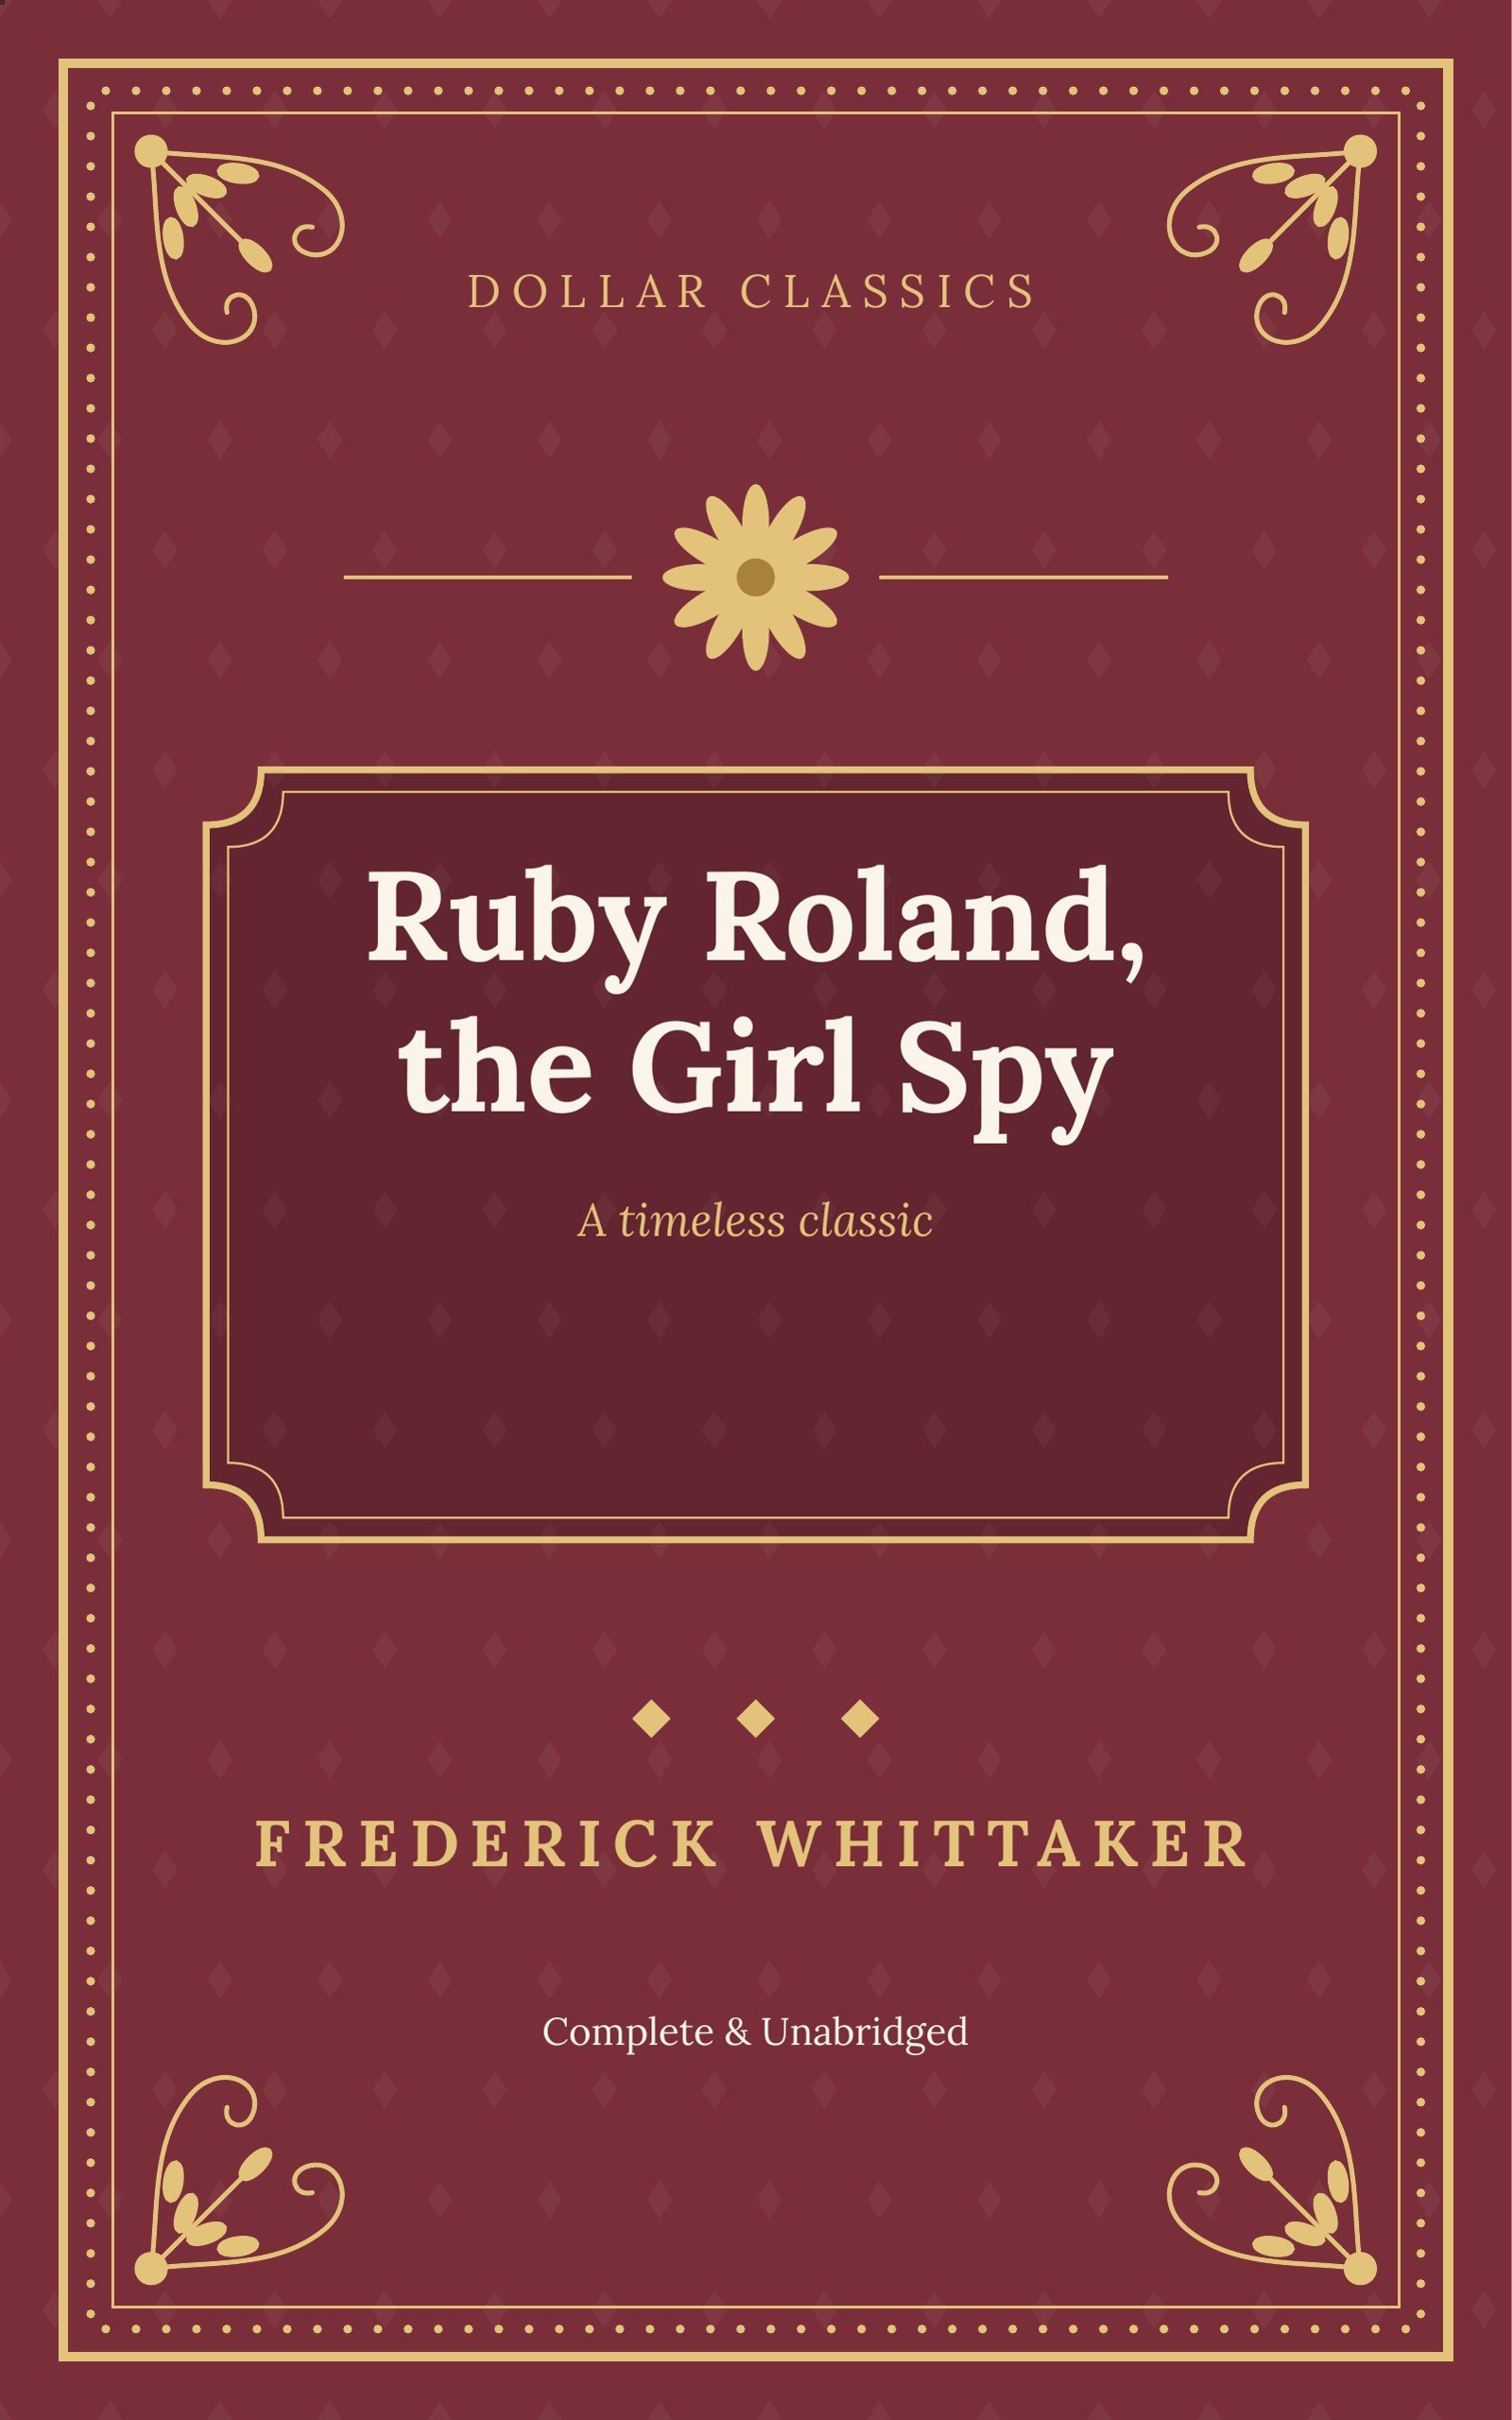 DOLLAR CLASSICS
Ruby Roland,
the Girl Spy
A timeless classic
FREDERICK WHITTAKER
Complete & Unabridged